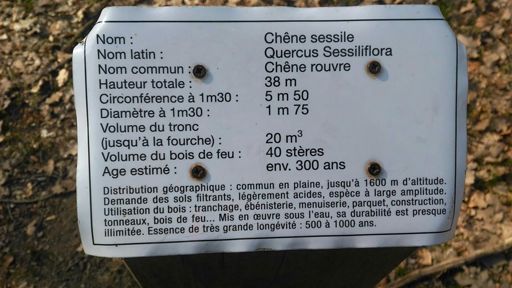 Nom : Chêne sessile
Nom latin : Quercus Sessiliflora
Nom commun : Chêne rouvre
Hauteur totale : 38 m
Circonférence à 1m30 : 5 m 50
Diamètre à 1m30 : 1 m 75
Volume du tronc
(jusqu'à la fourche) : 20 m³
Volume du bois de feu : 40 stères
Age estimé : env. 300 ans
Distribution géographique : commun en plaine, jusqu'à 1600 m d'altitude.
Demande des sols filtrants, légèrement acides, espèce à large amplitude.
Utilisation du bois : tranchage, ébénisterie, menuiserie, parquet, construction,
tonneaux, bois de feu... Mis en œuvre sous l'eau, sa durabilité est presque
illimitée. Essence de très grande longévité : 500 à 1000 ans.